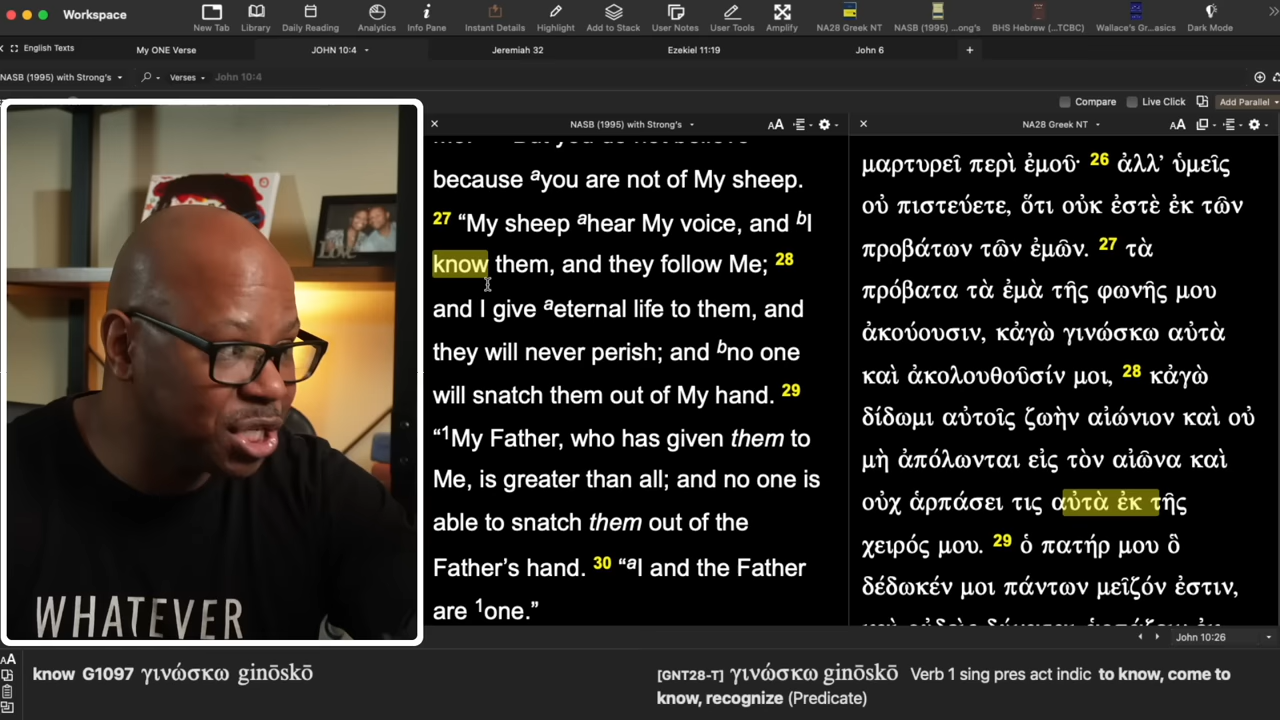 Workspace
New Tab
Library
Daily Reading
Analytics
Info Pane
Instant Details
Highlight
Add to Stack
User Notes
User Tools
Amplify
NA28 Greek NT
NASB (1995) ...ong's
BHS Hebrew (...TCBC)
Wallace's Gr...asics
Dark Mode
English Texts
My ONE Verse
JOHN 10:4
Jeremiah 32
Ezekiel 11:19
John 6
NASB (1995) with Strong's
Verses
John 10:4
Compare
Live Click
Add Parallel
NASB (1995) with Strong's
because ᵃyou are not of My sheep.
27 “My sheep ᵃhear My voice, and ᵇI
know them, and they follow Me; 28
and I give ᵃeternal life to them, and
they will never perish; and ᵇno one
will snatch them out of My hand. 29
“¹My Father, who has given them to
Me, is greater than all; and no one is
able to snatch them out of the
Father’s hand. 30 “ᵃI and the Father
are ¹one.”
NA28 Greek NT
μαρτυρεῖ περὶ ἐμοῦ· 26 ἀλλ’ ὑμεῖς
οὐ πιστεύετε, ὅτι οὐκ ἐστὲ ἐκ τῶν
προβάτων τῶν ἐμῶν. 27 τὰ
πρόβατα τὰ ἐμὰ τῆς φωνῆς μου
ἀκούουσιν, κἀγὼ γινώσκω αὐτὰ
καὶ ἀκολουθοῦσίν μοι, 28 κἀγὼ
δίδωμι αὐτοῖς ζωὴν αἰώνιον καὶ οὐ
μὴ ἀπόλωνται εἰς τὸν αἰῶνα καὶ
οὐχ ἁρπάσει τις αὐτὰ ἐκ τῆς
χειρός μου. 29 ὁ πατήρ μου ὃ
δέδωκέν μοι πάντων μεῖζόν ἐστιν,
John 10:26
WHATEVER
know G1097 γινώσκω ginōskō
[GNT28-T] γινώσκω ginōskō Verb 1 sing pres act indic to know, come to
know, recognize (Predicate)